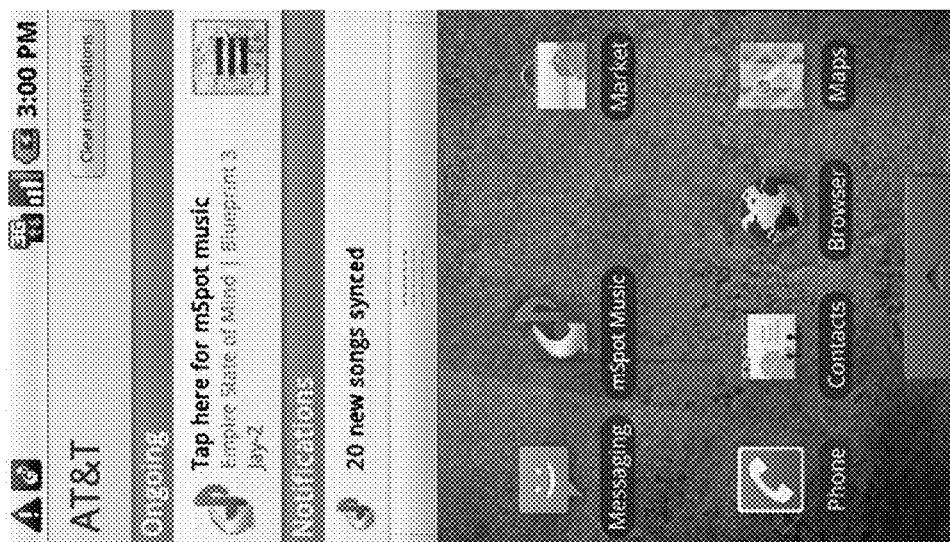 3G
3:00 PM
AT&T
Clear notifications
Ongoing
Tap here for mSpot music
Empire State of Mind | Blueprint 3
Jay-Z
Notifications
20 new songs synced
Messaging
mSpot Music
Market
Phone
Contacts
Browser
Maps